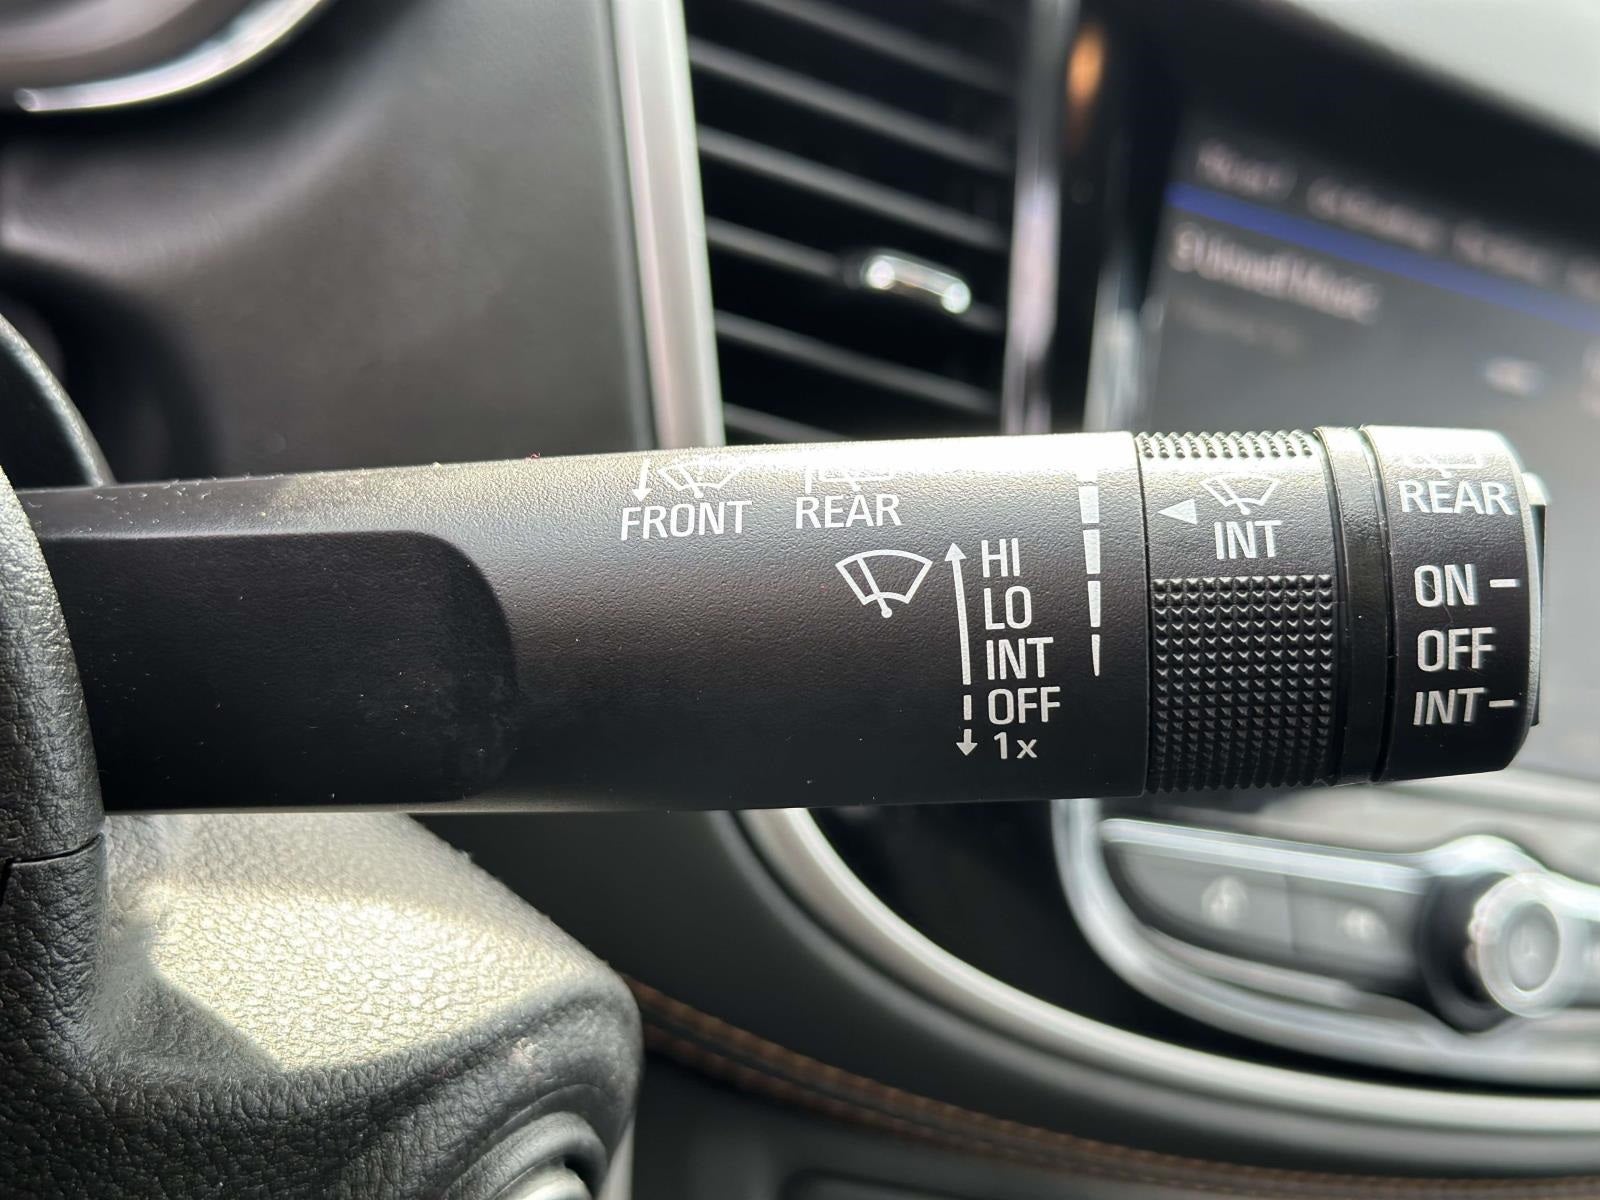 FRONT REAR
HI
LO
INT
OFF
1x
INT
REAR
ON
OFF
INT